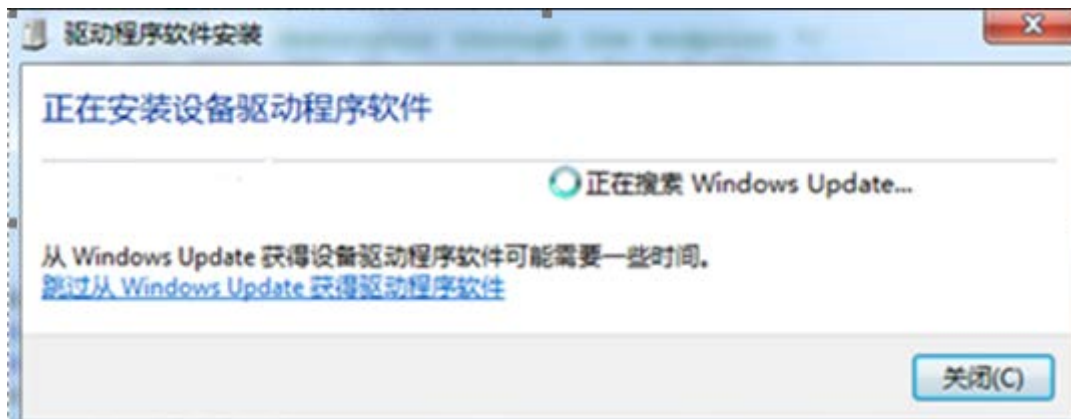 驱动程序软件安装
正在安装设备驱动程序软件
正在搜索 Windows Update...
从 Windows Update 获得设备驱动程序软件可能需要一些时间。
跳过从 Windows Update 获得驱动程序软件
关闭(C)